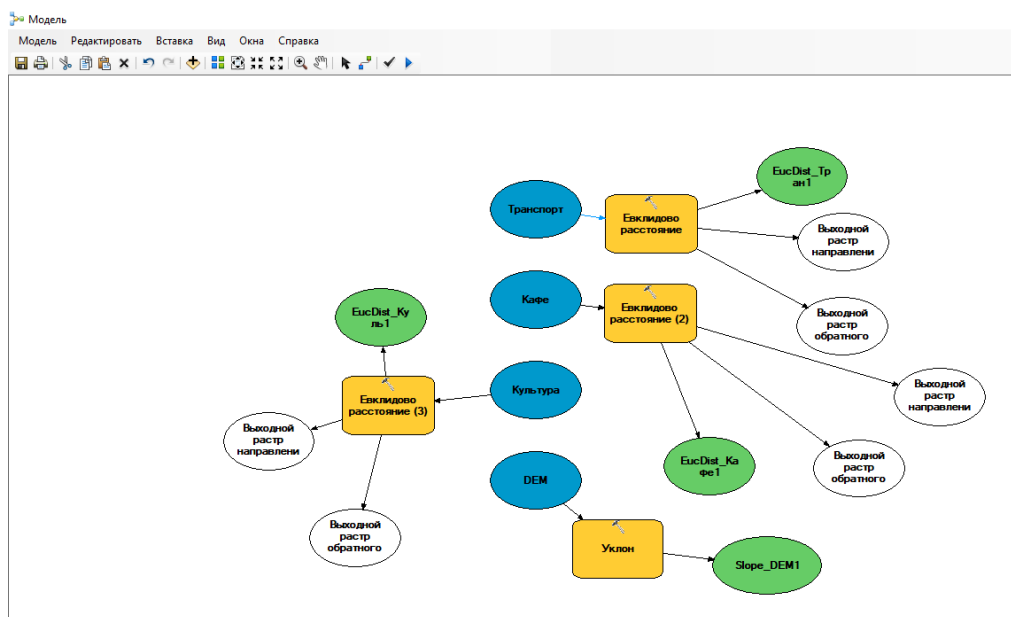 Модель
Модель Редактировать Вставка Вид Окна Справка
EucDist_Тр
ан1
Транспорт
Евклидово
расстояние
Выходной
растр
направлени
Кафе
Евклидово
расстояние (2)
Выходной
растр
обратного
EucDist_Ку
ль1
Евклидово
расстояние (3)
Культура
Выходной
растр
направлени
Выходной
растр
направлени
EucDist_Ка
фе1
Выходной
растр
обратного
DEM
Выходной
растр
обратного
Уклон
Slope_DEM1